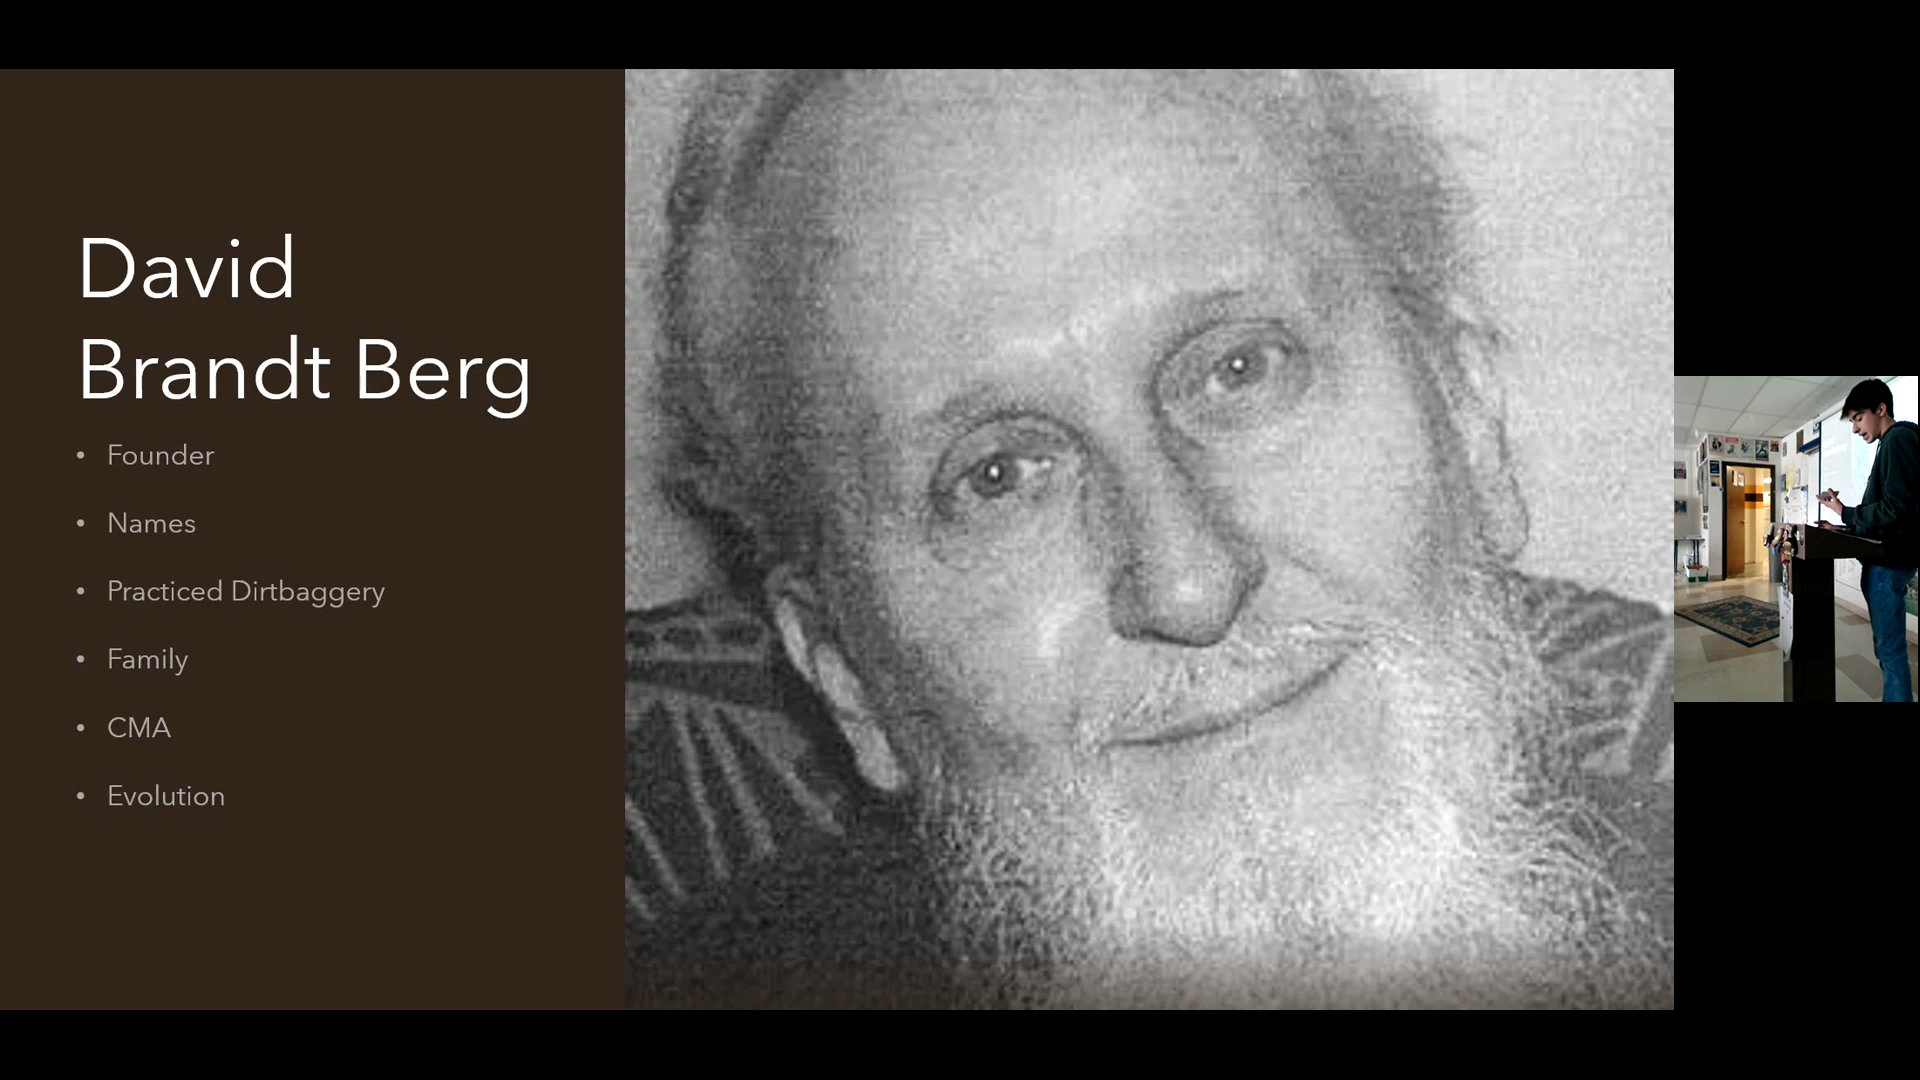 David
Brandt Berg
• Founder
• Names
• Practiced Dirtbaggery
• Family
• CMA
• Evolution